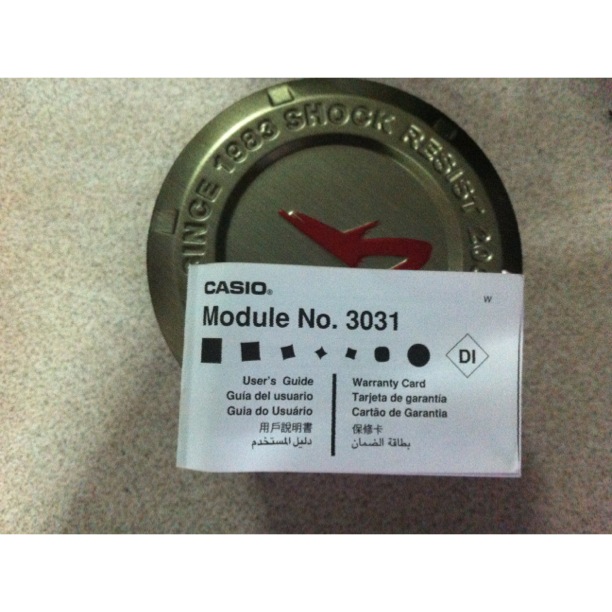 SINCE 1983 SHOCK RESIST 20
CASIO®
W
Module No. 3031
DI
User's Guide
Guía del usuario
Guia do Usuário
用戶說明書
دليل المستخدم
Warranty Card
Tarjeta de garantía
Cartão de Garantia
保修卡
بطاقة الضمان